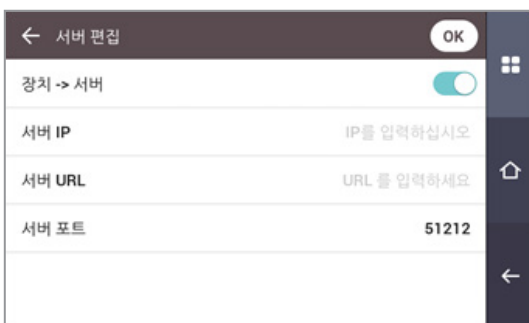 서버 편집
OK
장치 -> 서버
서버 IP
IP를 입력하십시오
서버 URL
URL 를 입력하세요
서버 포트
51212